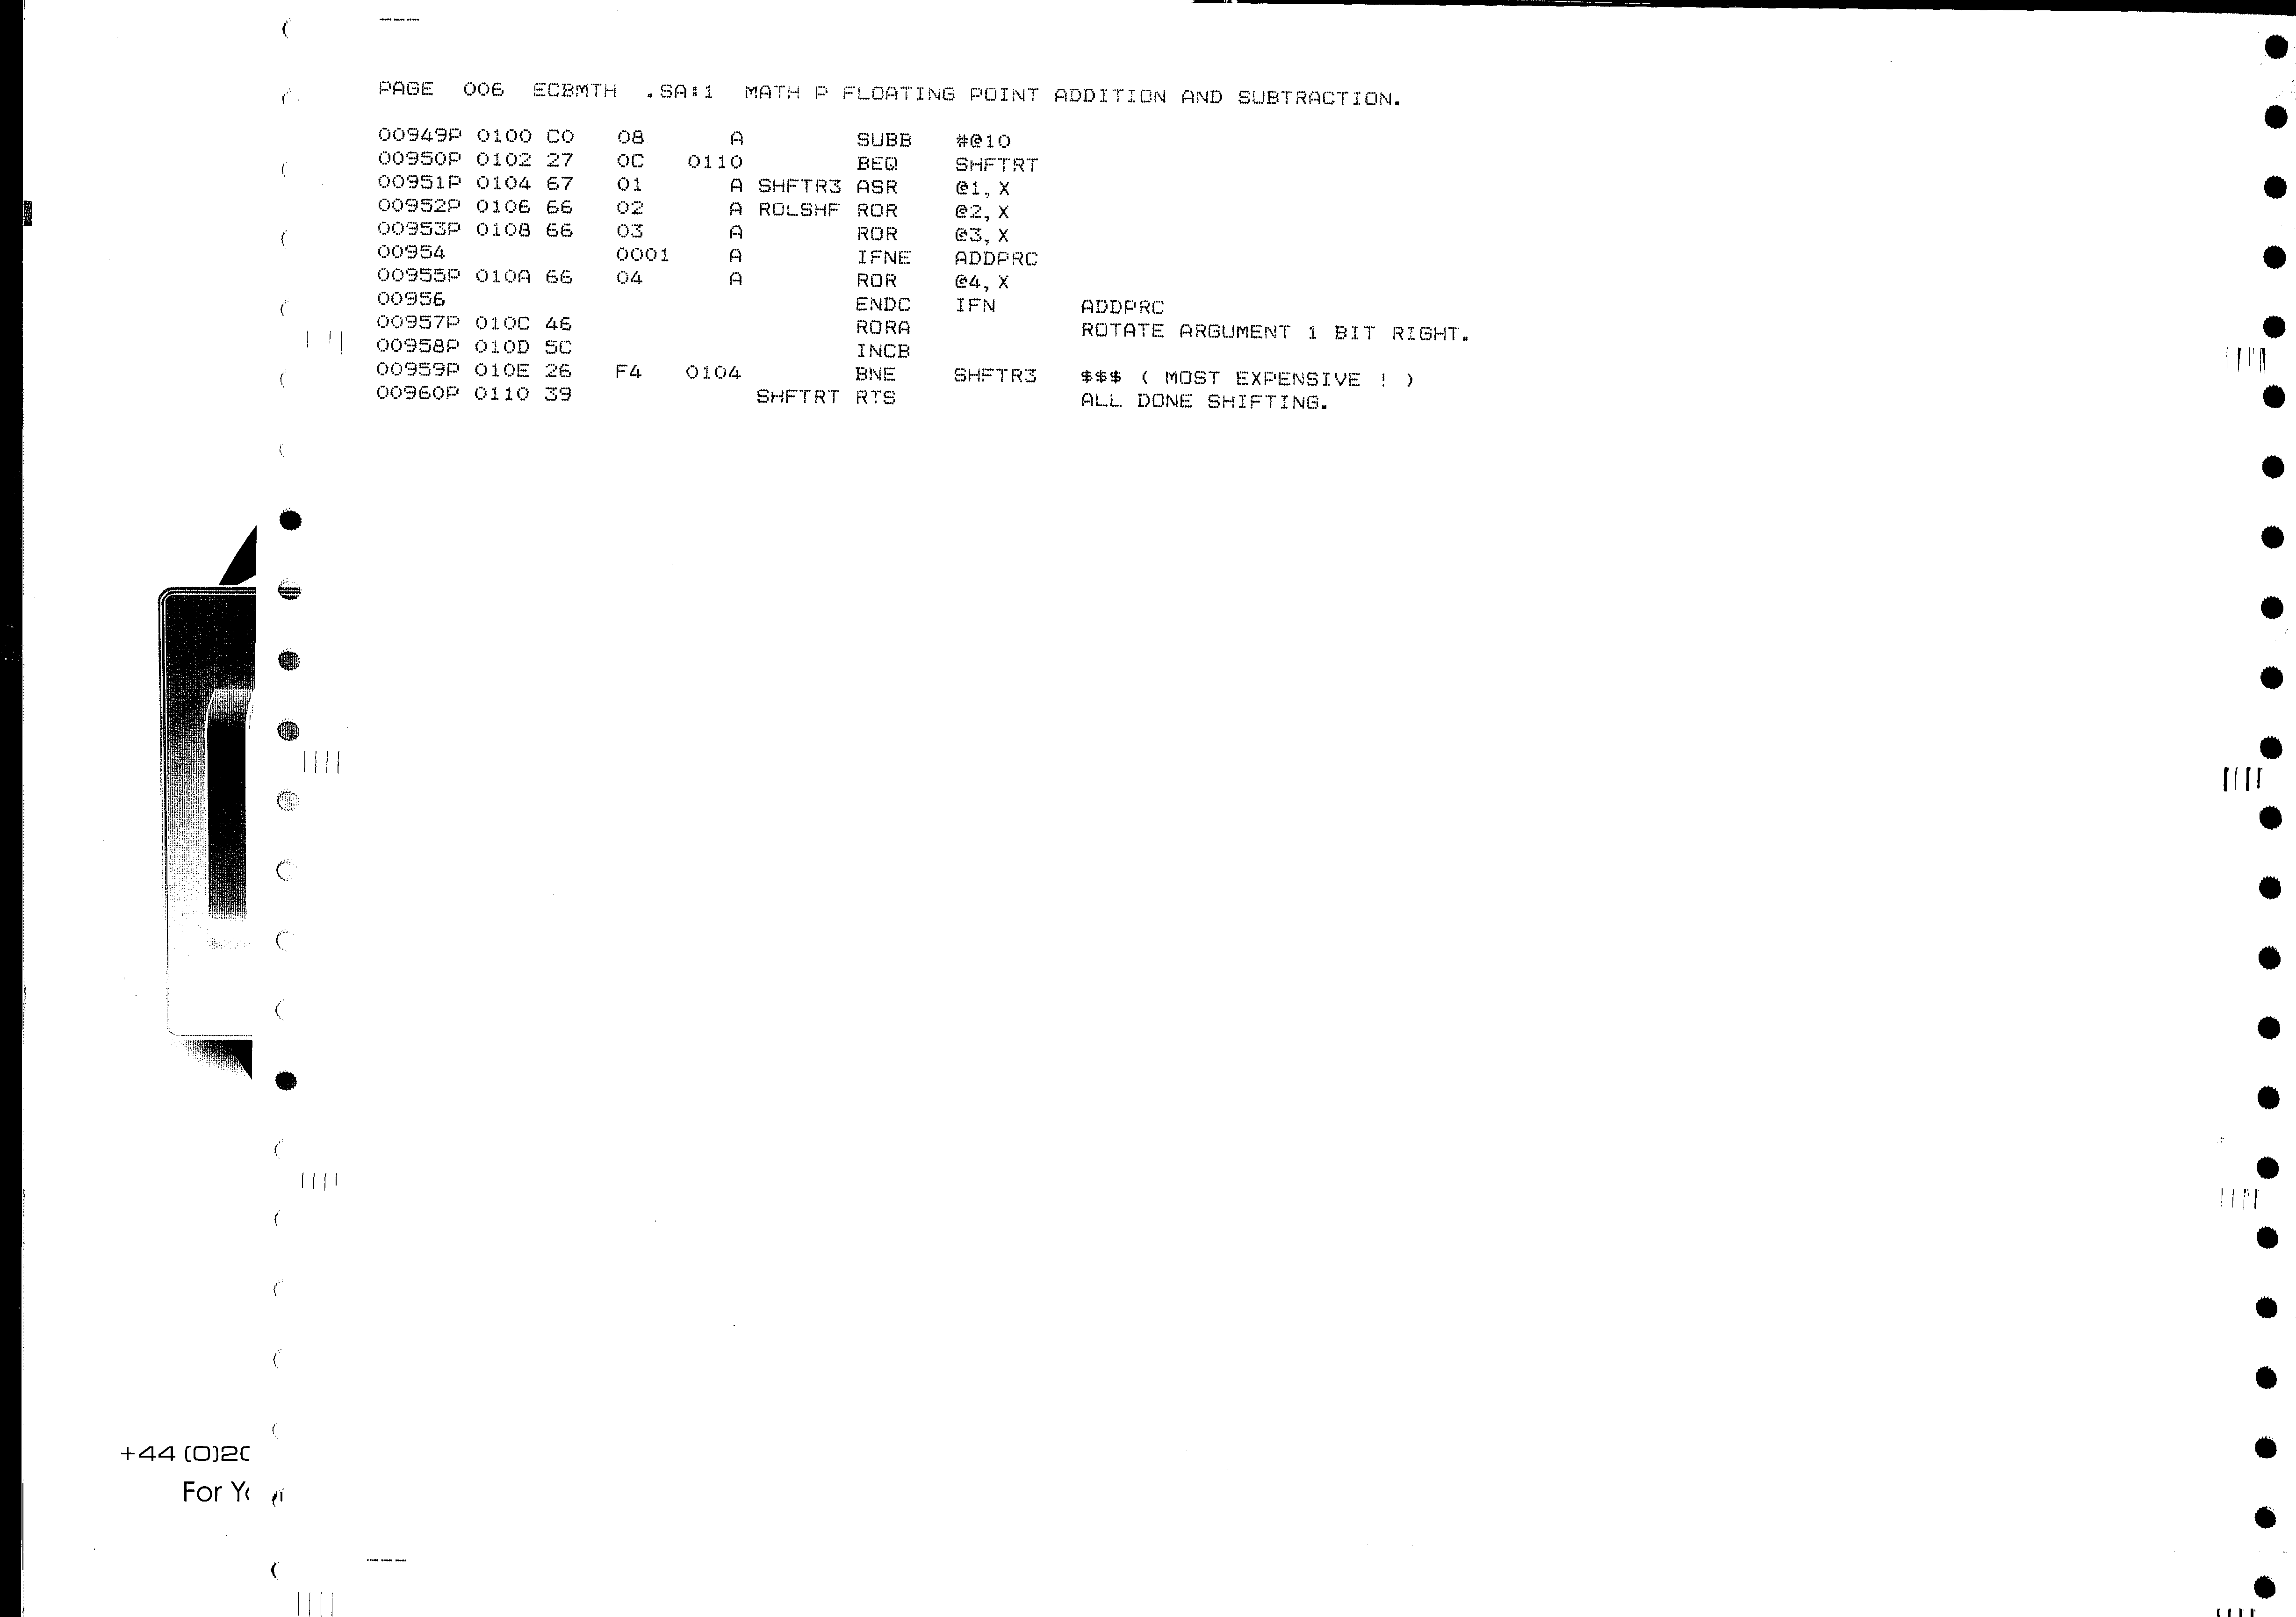 PAGE  006  ECBMTH  .SA:1  MATH P FLOATING POINT ADDITION AND SUBTRACTION.
00949P 0100 C0   08      A        SUBB   #@10
00950P 0102 27   0C   0110        BEQ    SHFTRT
00951P 0104 67   01      A SHFTR3 ASR    @1,X
00952P 0106 66   02      A ROLSHF ROR    @2,X
00953P 0108 66   03      A        ROR    @3,X
00954            0001    A        IFNE   ADDPRC
00955P 010A 66   04      A        ROR    @4,X
00956                             ENDC   IFN      ADDPRC
00957P 010C 46                    RORA            ROTATE ARGUMENT 1 BIT RIGHT.
00958P 010D 5C                    INCB
00959P 010E 26   F4   0104        BNE    SHFTR3   $$$ ( MOST EXPENSIVE ! )
00960P 0110 39             SHFTRT RTS             ALL DONE SHIFTING.
+44 (0)20
For Yo